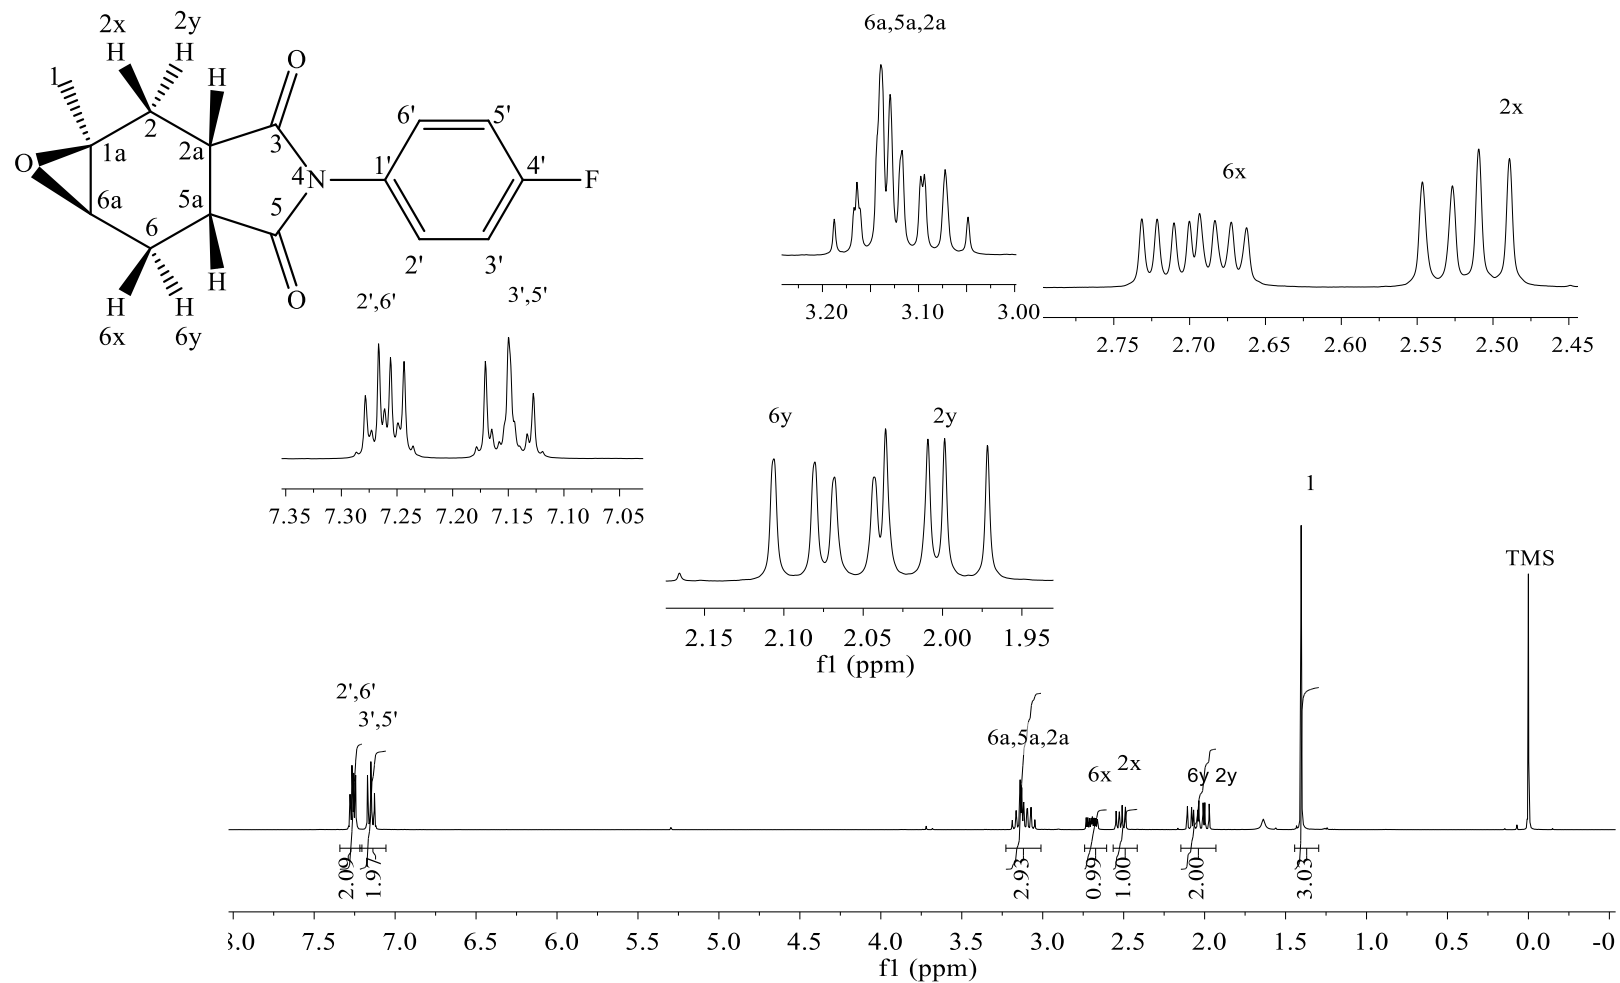 2x 2y
H H
1 H
O
6' 5'
2
2a 3
1a
O 1' 4' F
4 N
6a 5a 5
6
2' 3'
H H H O
6x 6y
6a,5a,2a
3.20 3.10 3.00
6x
2x
2.75 2.70 2.65 2.60 2.55 2.50 2.45
2',6' 3',5'
7.35 7.30 7.25 7.20 7.15 7.10 7.05
6y 2y
2.15 2.10 2.05 2.00 1.95
f1 (ppm)
1
TMS
2',6'
3',5'
6a,5a,2a
6x 2x
6y 2y
2.09 1.97 2.93 0.99 1.00 2.00 3.03
8.0 7.5 7.0 6.5 6.0 5.5 5.0 4.5 4.0 3.5 3.0 2.5 2.0 1.5 1.0 0.5 0.0 -0
f1 (ppm)